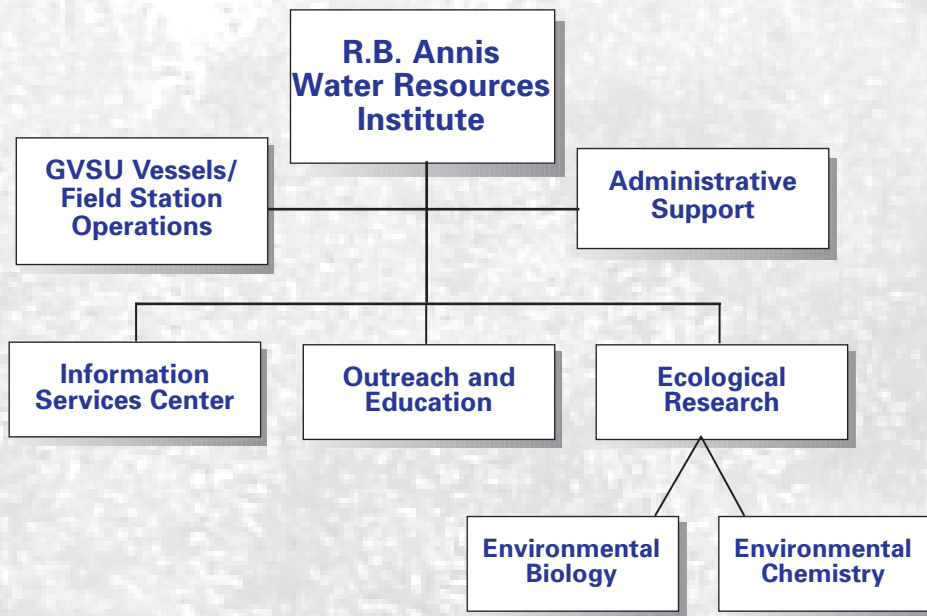 R.B. Annis
Water Resources
Institute
GVSU Vessels/
Field Station
Operations
Administrative
Support
Information
Services Center
Outreach and
Education
Ecological
Research
Environmental
Biology
Environmental
Chemistry